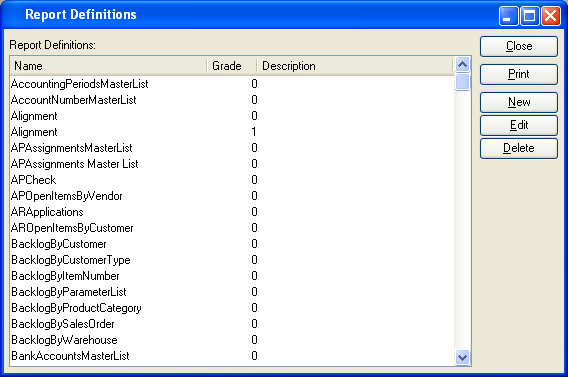 Report Definitions
Report Definitions:
Name Grade Description
AccountingPeriodsMasterList 0
AccountNumberMasterList 0
Alignment 0
Alignment 1
APAssignmentsMasterList 0
APAssignments Master List 0
APCheck 0
APOpenItemsByVendor 0
ARApplications 0
AROpenItemsByCustomer 0
BacklogByCustomer 0
BacklogByCustomerType 0
BacklogByItemNumber 0
BacklogByParameterList 0
BacklogByProductCategory 0
BacklogBySalesOrder 0
BacklogByWarehouse 0
BankAccountsMasterList 0
Close
Print
New
Edit
Delete